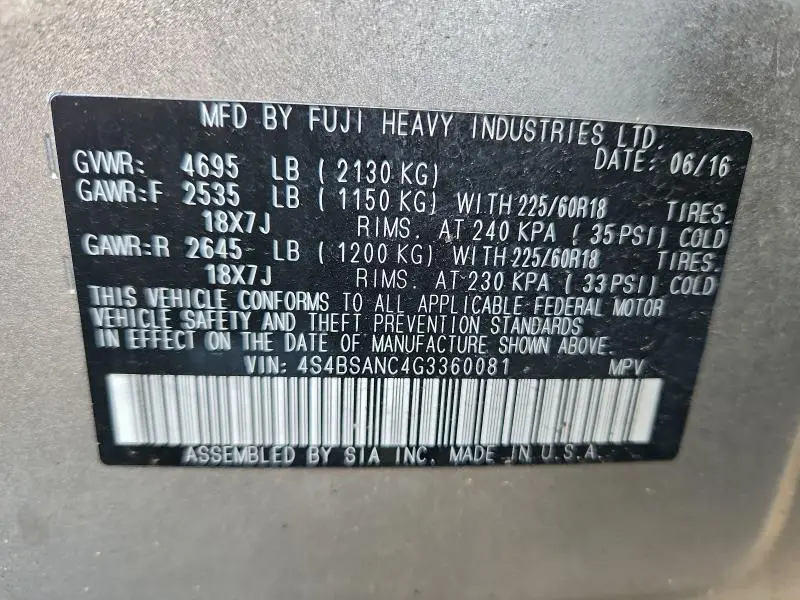 MFD BY FUJI HEAVY INDUSTRIES LTD.
DATE: 06/16
GVWR: 4695 LB ( 2130 KG)
GAWR:F 2535 LB ( 1150 KG) WITH 225/60R18 TIRES.
18X7J RIMS. AT 240 KPA ( 35 PSI) COLD
GAWR:R 2645 LB ( 1200 KG) WITH 225/60R18 TIRES.
18X7J RIMS. AT 230 KPA ( 33 PSI) COLD
THIS VEHICLE CONFORMS TO ALL APPLICABLE FEDERAL MOTOR
VEHICLE SAFETY AND THEFT PREVENTION STANDARDS
IN EFFECT ON THE DATE OF MANUFACTURE SHOWN ABOVE.
VIN: 4S4BSANC4G3360081 MPV
ASSEMBLED BY SIA INC. MADE IN U.S.A.